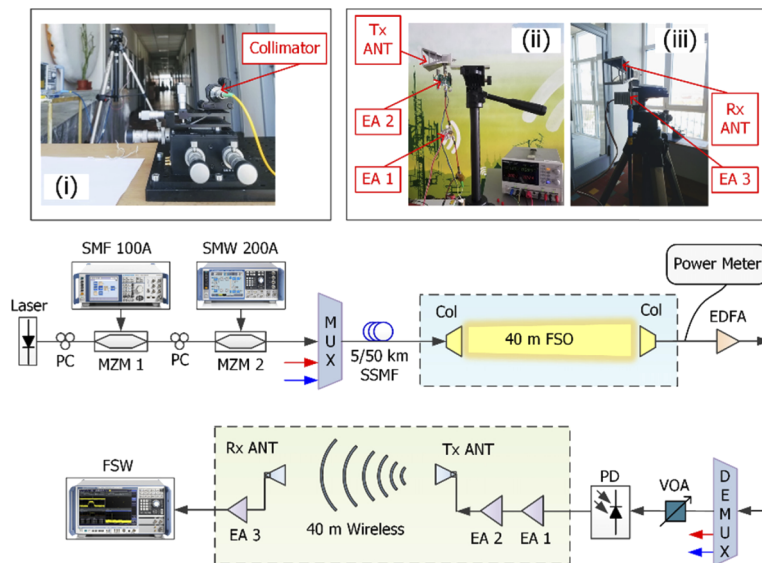 Collimator
(i)
Tx
ANT
EA 2
EA 1
(ii)
(iii)
Rx
ANT
EA 3
SMF 100A
SMW 200A
Laser
PC
MZM 1
PC
MZM 2
MUX
5/50 km
SSMF
Col
40 m FSO
Col
Power Meter
EDFA
FSW
Rx ANT
EA 3
40 m Wireless
Tx ANT
EA 2
EA 1
PD
VOA
DEMUX